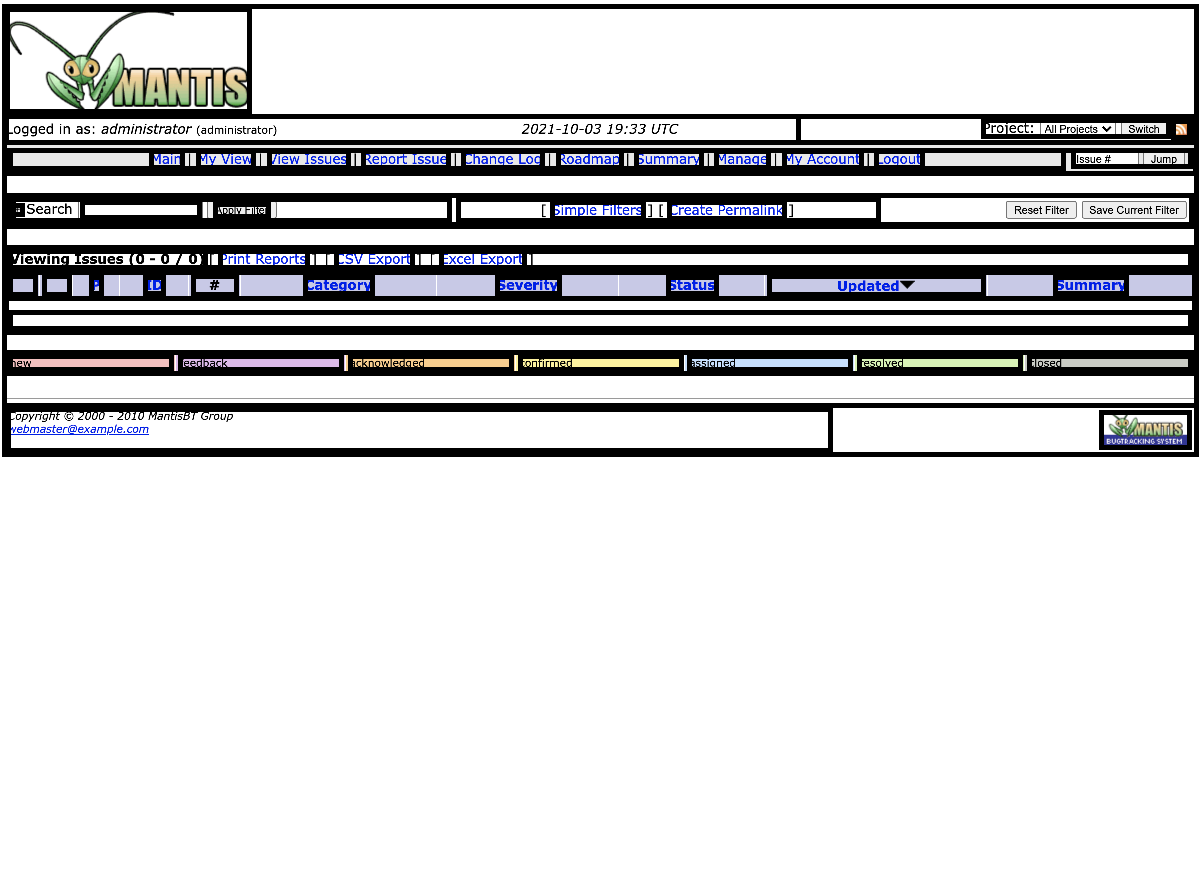 MANTIS
Logged in as: administrator (administrator) 2021-10-03 19:33 UTC Project: All Projects Switch
Main | My View | View Issues | Report Issue | Change Log | Roadmap | Summary | Manage | My Account | Logout Issue # Jump
Search Apply Filter [ Simple Filters ] [ Create Permalink ] Reset Filter Save Current Filter
Viewing Issues (0 - 0 / 0) [ Print Reports ] [ CSV Export ] [ Excel Export ]
P ID # Category Severity Status Updated Summary
new feedback acknowledged confirmed assigned resolved closed
Copyright © 2000 - 2010 MantisBT Group
webmaster@example.com
MANTIS
BUGTRACKING SYSTEM